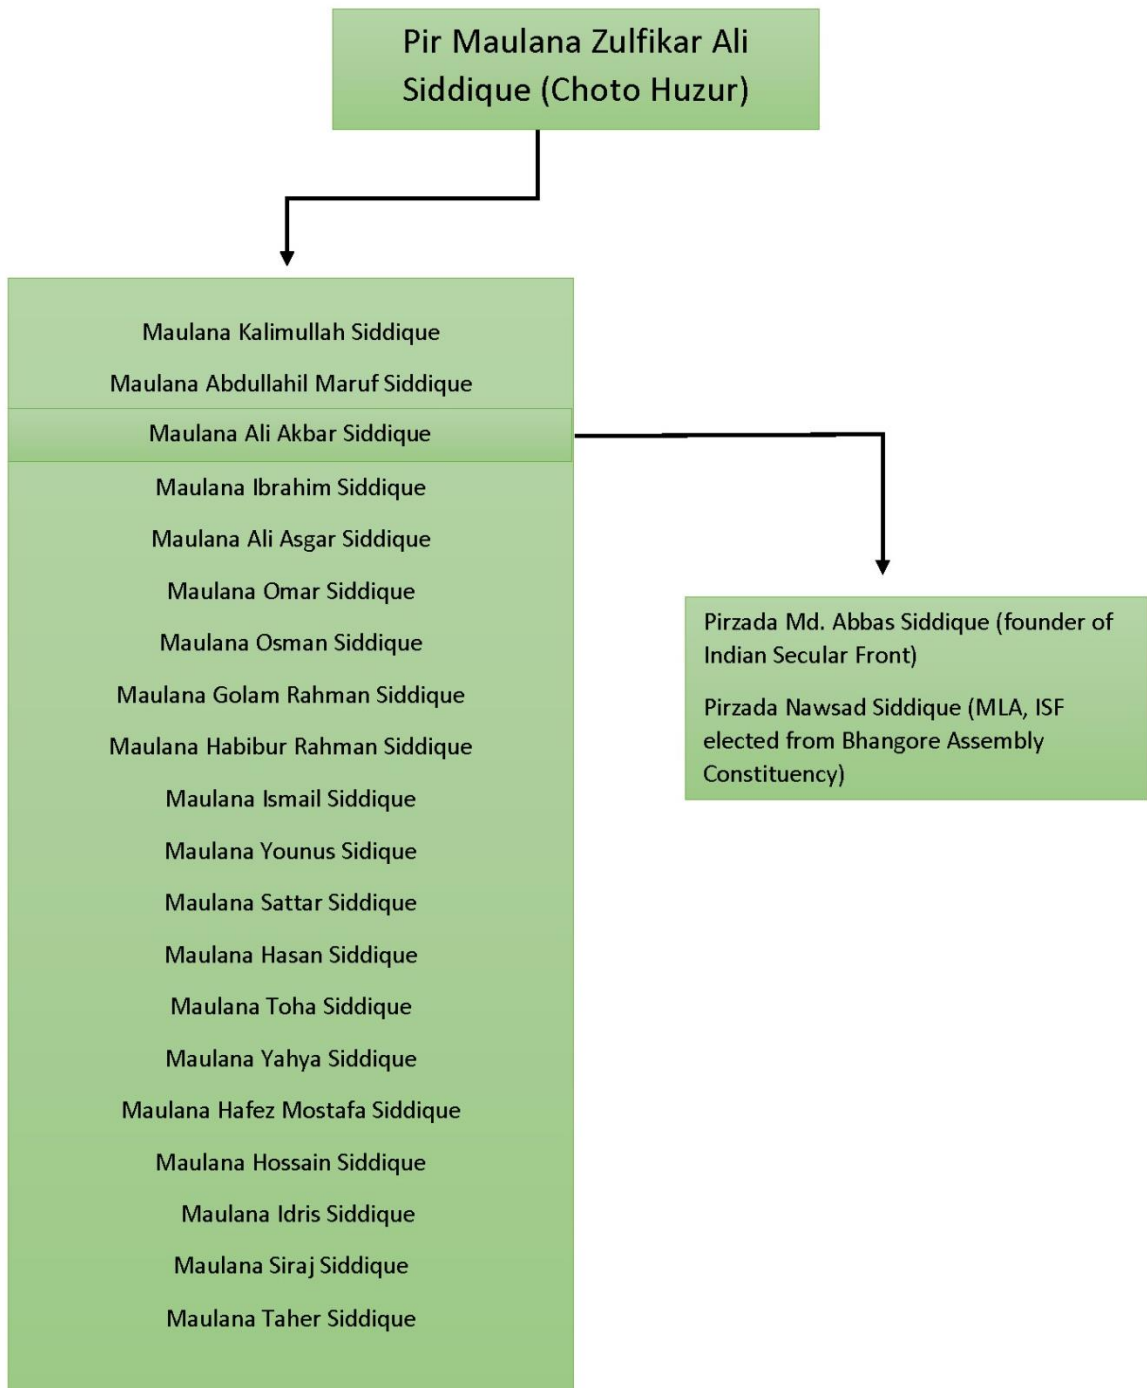 Pir Maulana Zulfikar Ali
Siddique (Choto Huzur)
Maulana Kalimullah Siddique
Maulana Abdullahil Maruf Siddique
Maulana Ali Akbar Siddique
Maulana Ibrahim Siddique
Maulana Ali Asgar Siddique
Maulana Omar Siddique
Maulana Osman Siddique
Maulana Golam Rahman Siddique
Maulana Habibur Rahman Siddique
Maulana Ismail Siddique
Maulana Younus Sidique
Maulana Sattar Siddique
Maulana Hasan Siddique
Maulana Toha Siddique
Maulana Yahya Siddique
Maulana Hafez Mostafa Siddique
Maulana Hossain Siddique
Maulana Idris Siddique
Maulana Siraj Siddique
Maulana Taher Siddique
Pirzada Md. Abbas Siddique (founder of
Indian Secular Front)
Pirzada Nawsad Siddique (MLA, ISF
elected from Bhangore Assembly
Constituency)